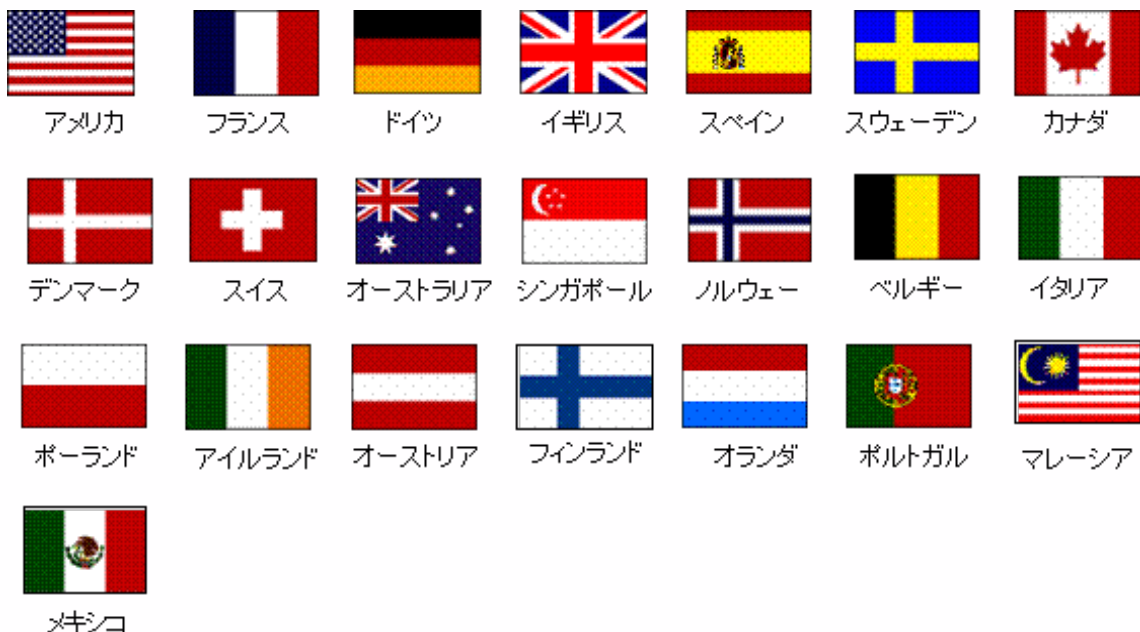 アメリカ フランス ドイツ イギリス スペイン スウェーデン カナダ
デンマーク スイス オーストラリア シンガポール ノルウェー ベルギー イタリア
ポーランド アイルランド オーストリア フィンランド オランダ ポルトガル マレーシア
メキシコ